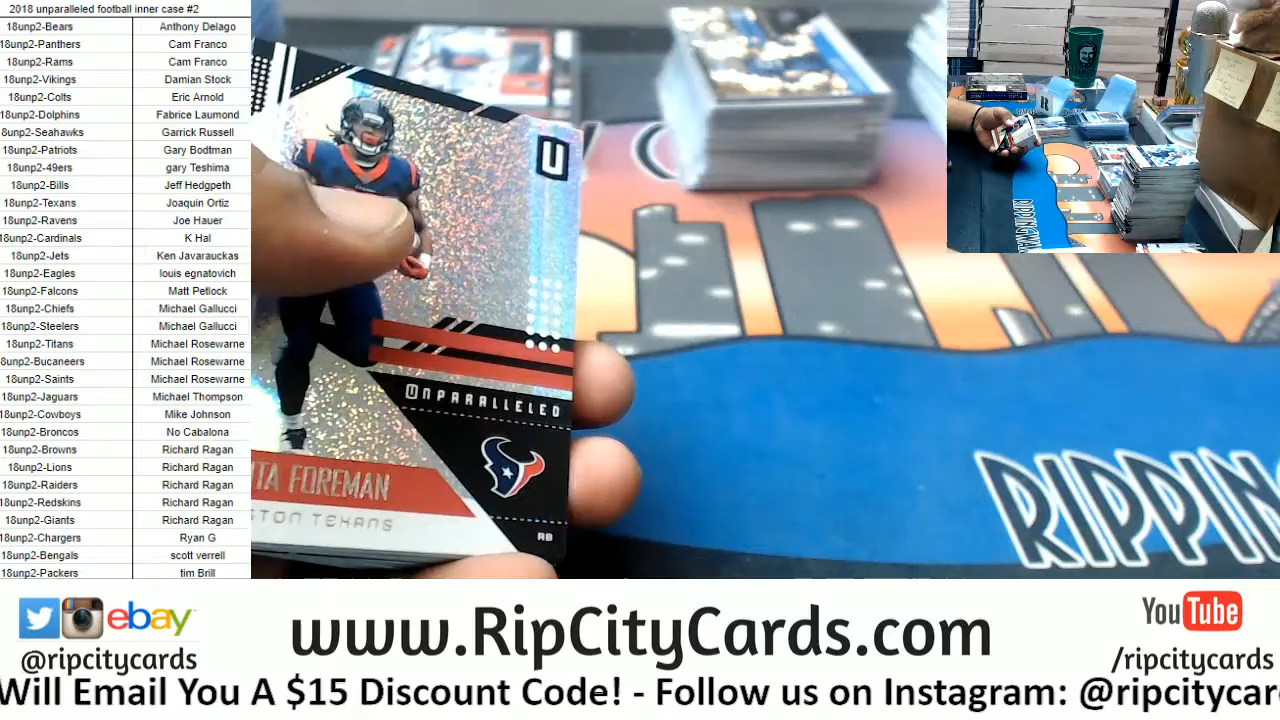 2018 unparalleled football inner case #2
18unp2-Bears Anthony Delago
18unp2-Panthers Cam Franco
18unp2-Rams Cam Franco
18unp2-Vikings Damian Stock
18unp2-Colts Eric Arnold
18unp2-Dolphins Fabrice Laumond
8unp2-Seahawks Garrick Russell
18unp2-Patriots Gary Bodtman
18unp2-49ers gary Teshima
18unp2-Bills Jeff Hedgpeth
18unp2-Texans Joaquin Ortiz
18unp2-Ravens Joe Hauer
18unp2-Cardinals K Hal
18unp2-Jets Ken Javarauckas
18unp2-Eagles louis egnatovich
18unp2-Falcons Matt Petlock
18unp2-Chiefs Michael Gallucci
18unp2-Steelers Michael Gallucci
18unp2-Titans Michael Rosewarne
8unp2-Bucaneers Michael Rosewarne
18unp2-Saints Michael Rosewarne
18unp2-Jaguars Michael Thompson
18unp2-Cowboys Mike Johnson
18unp2-Broncos No Cabalona
18unp2-Browns Richard Ragan
18unp2-Lions Richard Ragan
18unp2-Raiders Richard Ragan
18unp2-Redskins Richard Ragan
18unp2-Giants Richard Ragan
18unp2-Chargers Ryan G
18unp2-Bengals scott verrell
18unp2-Packers tim Brill
UNPARALLELED
TA FOREMAN
STON TEXANS
RB
RIPPIN
ebay
@ripcitycards
www.RipCityCards.com
YouTube
/ripcitycards
Will Email You A $15 Discount Code! - Follow us on Instagram: @ripcitycar